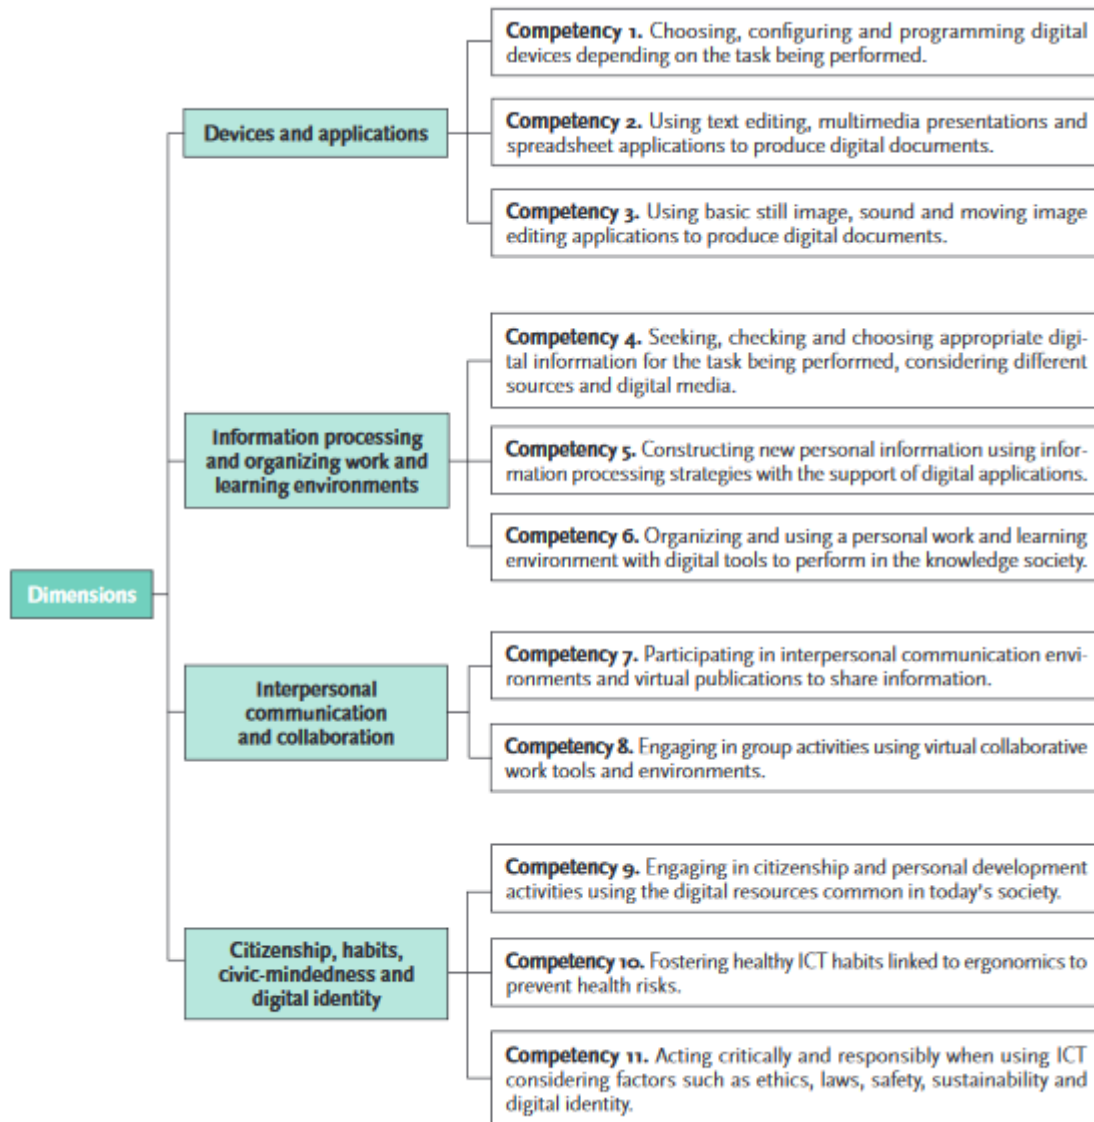 Competency 1. Choosing, configuring and programming digital
devices depending on the task being performed.
Devices and applications
Competency 2. Using text editing, multimedia presentations and
spreadsheet applications to produce digital documents.
Competency 3. Using basic still image, sound and moving image
editing applications to produce digital documents.
Competency 4. Seeking, checking and choosing appropriate digi-
tal information for the task being performed, considering different
sources and digital media.
Information processing
and organizing work and
learning environments
Competency 5. Constructing new personal information using infor-
mation processing strategies with the support of digital applications.
Competency 6. Organizing and using a personal work and learning
environment with digital tools to perform in the knowledge society.
Dimensions
Competency 7. Participating in interpersonal communication envi-
ronments and virtual publications to share information.
Interpersonal
communication
and collaboration
Competency 8. Engaging in group activities using virtual collaborative
work tools and environments.
Competency 9. Engaging in citizenship and personal development
activities using the digital resources common in today's society.
Citizenship, habits,
civic-mindedness and
digital identity
Competency 10. Fostering healthy ICT habits linked to ergonomics to
prevent health risks.
Competency 11. Acting critically and responsibly when using ICT
considering factors such as ethics, laws, safety, sustainability and
digital identity.